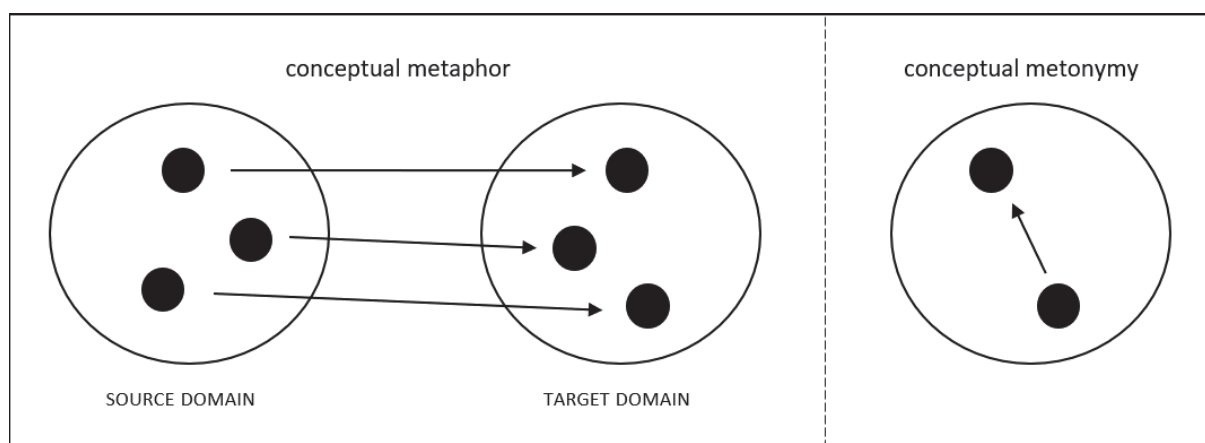 conceptual metaphor
conceptual metonymy
SOURCE DOMAIN
TARGET DOMAIN